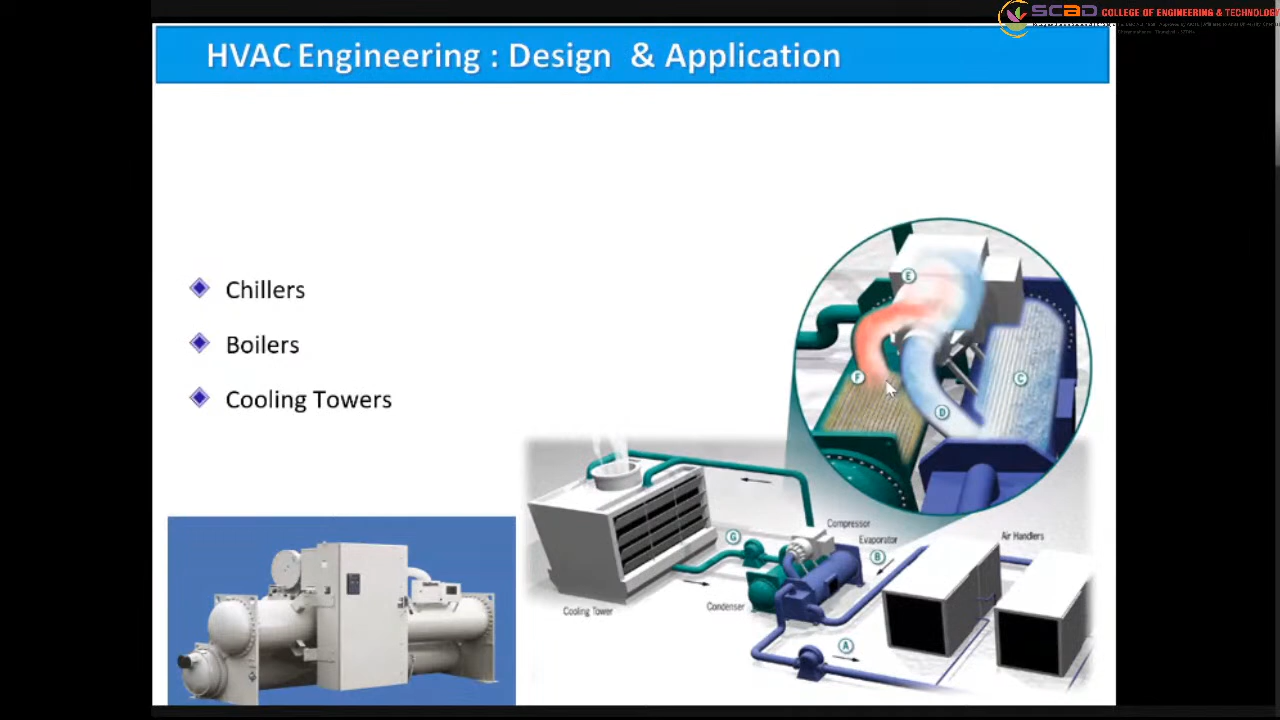 SCAD COLLEGE OF ENGINEERING & TECHNOLOGY
HVAC Engineering : Design & Application
Chillers
Boilers
Cooling Towers
E
F
C
D
Compressor
Evaporator
Air Handlers
G
B
Condenser
Cooling Tower
A